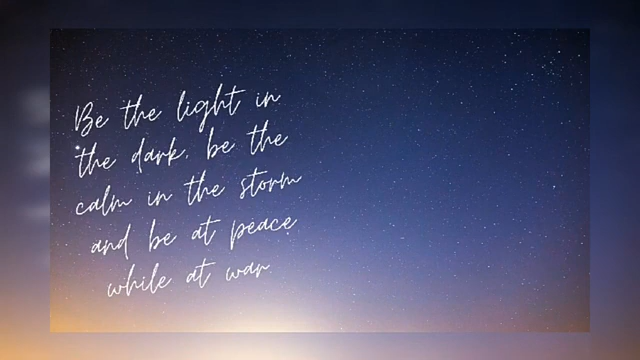 Be the light in
the dark, be the
calm in the storm
and be at peace
while at war